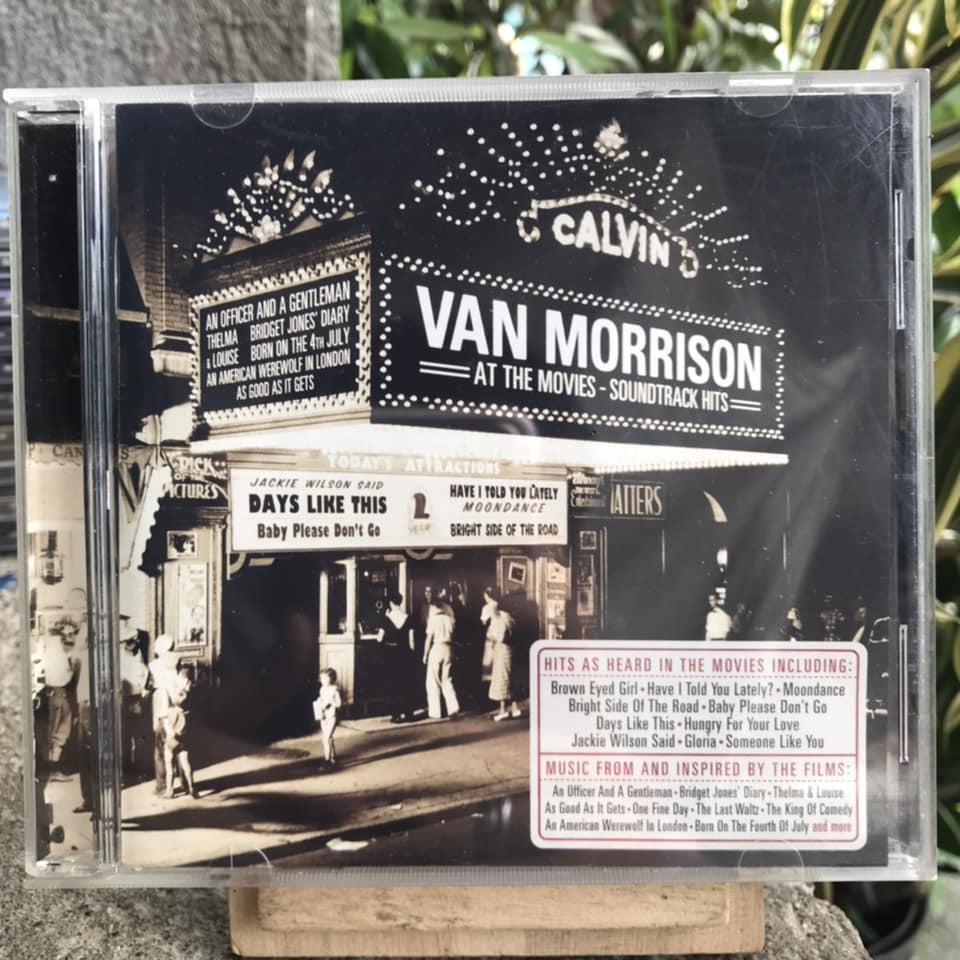 CALVIN
VAN MORRISON
AT THE MOVIES - SOUNDTRACK HITS
AN OFFICER AND A GENTLEMAN
THELMA BRIDGET JONES' DIARY
& LOUISE BORN ON THE 4TH JULY
AN AMERICAN WEREWOLF IN LONDON
AS GOOD AS IT GETS
TODAY'S ATTRACTIONS
JACKIE WILSON SAID
DAYS LIKE THIS
Baby Please Don't Go
HAVE I TOLD YOU LATELY
MOONDANCE
BRIGHT SIDE OF THE ROAD
PICK
OF THE
PICTURES
HITS AS HEARD IN THE MOVIES INCLUDING:
Brown Eyed Girl • Have I Told You Lately? • Moondance
Bright Side Of The Road • Baby Please Don't Go
Days Like This • Hungry For Your Love
Jackie Wilson Said • Gloria • Someone Like You
MUSIC FROM AND INSPIRED BY THE FILMS:
An Officer And A Gentleman • Bridget Jones' Diary • Thelma & Louise
As Good As It Gets • One Fine Day • The Last Waltz • The King Of Comedy
An American Werewolf In London • Born On The Fourth Of July and more